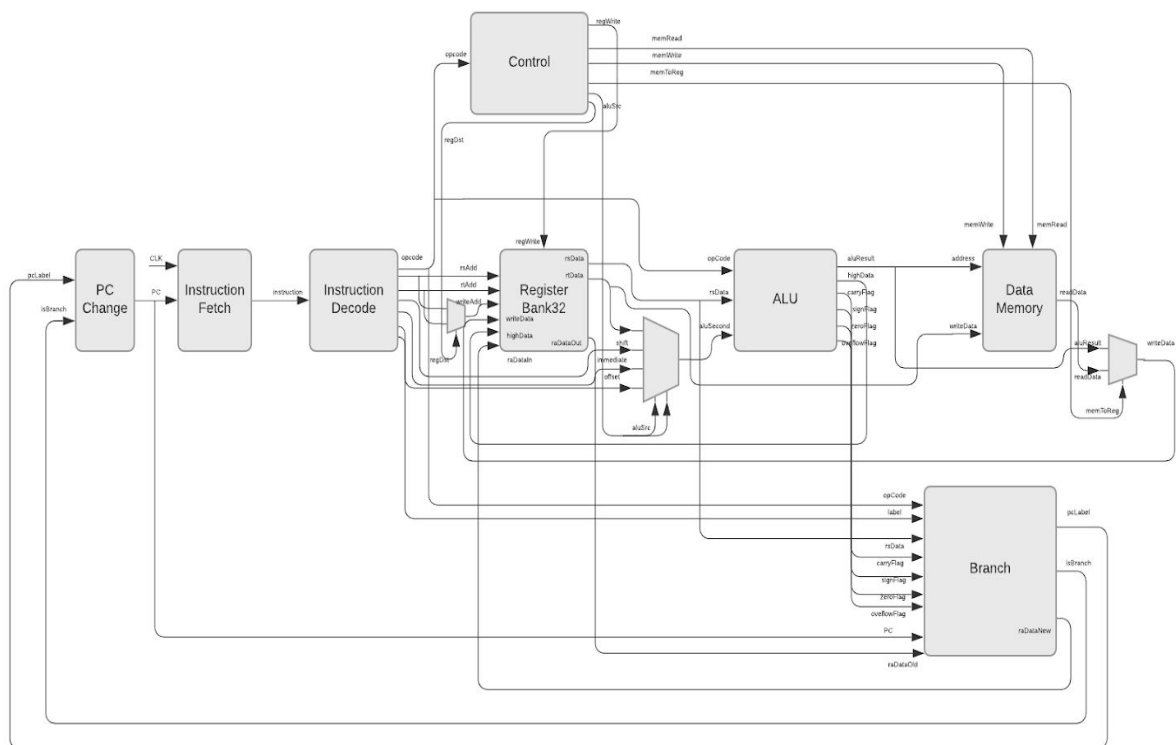 regWrite
Control
opcode
memRead
memWrite
memToReg
aluSrc
regDst
regWrite
memWrite
memRead
CLK
pcLabel
isBranch
PC
Change
PC
Instruction
Fetch
instruction
Instruction
Decode
opcode
rsAdd
rtAdd
writeAdd
writeData
highData
regDst
raDataIn
Register
Bank32
rsData
rtData
raDataOut
shift
immediate
offset
aluSrc
opCode
rsData
aluSecond
ALU
aluResult
highData
carryFlag
signFlag
zeroFlag
oveflowFlag
address
writeData
Data
Memory
readData
aluResult
readData
memToReg
writeData
opCode
label
rsData
carryFlag
signFlag
zeroFlag
oveflowFlag
PC
raDataOld
Branch
pcLabel
isBranch
raDataNew